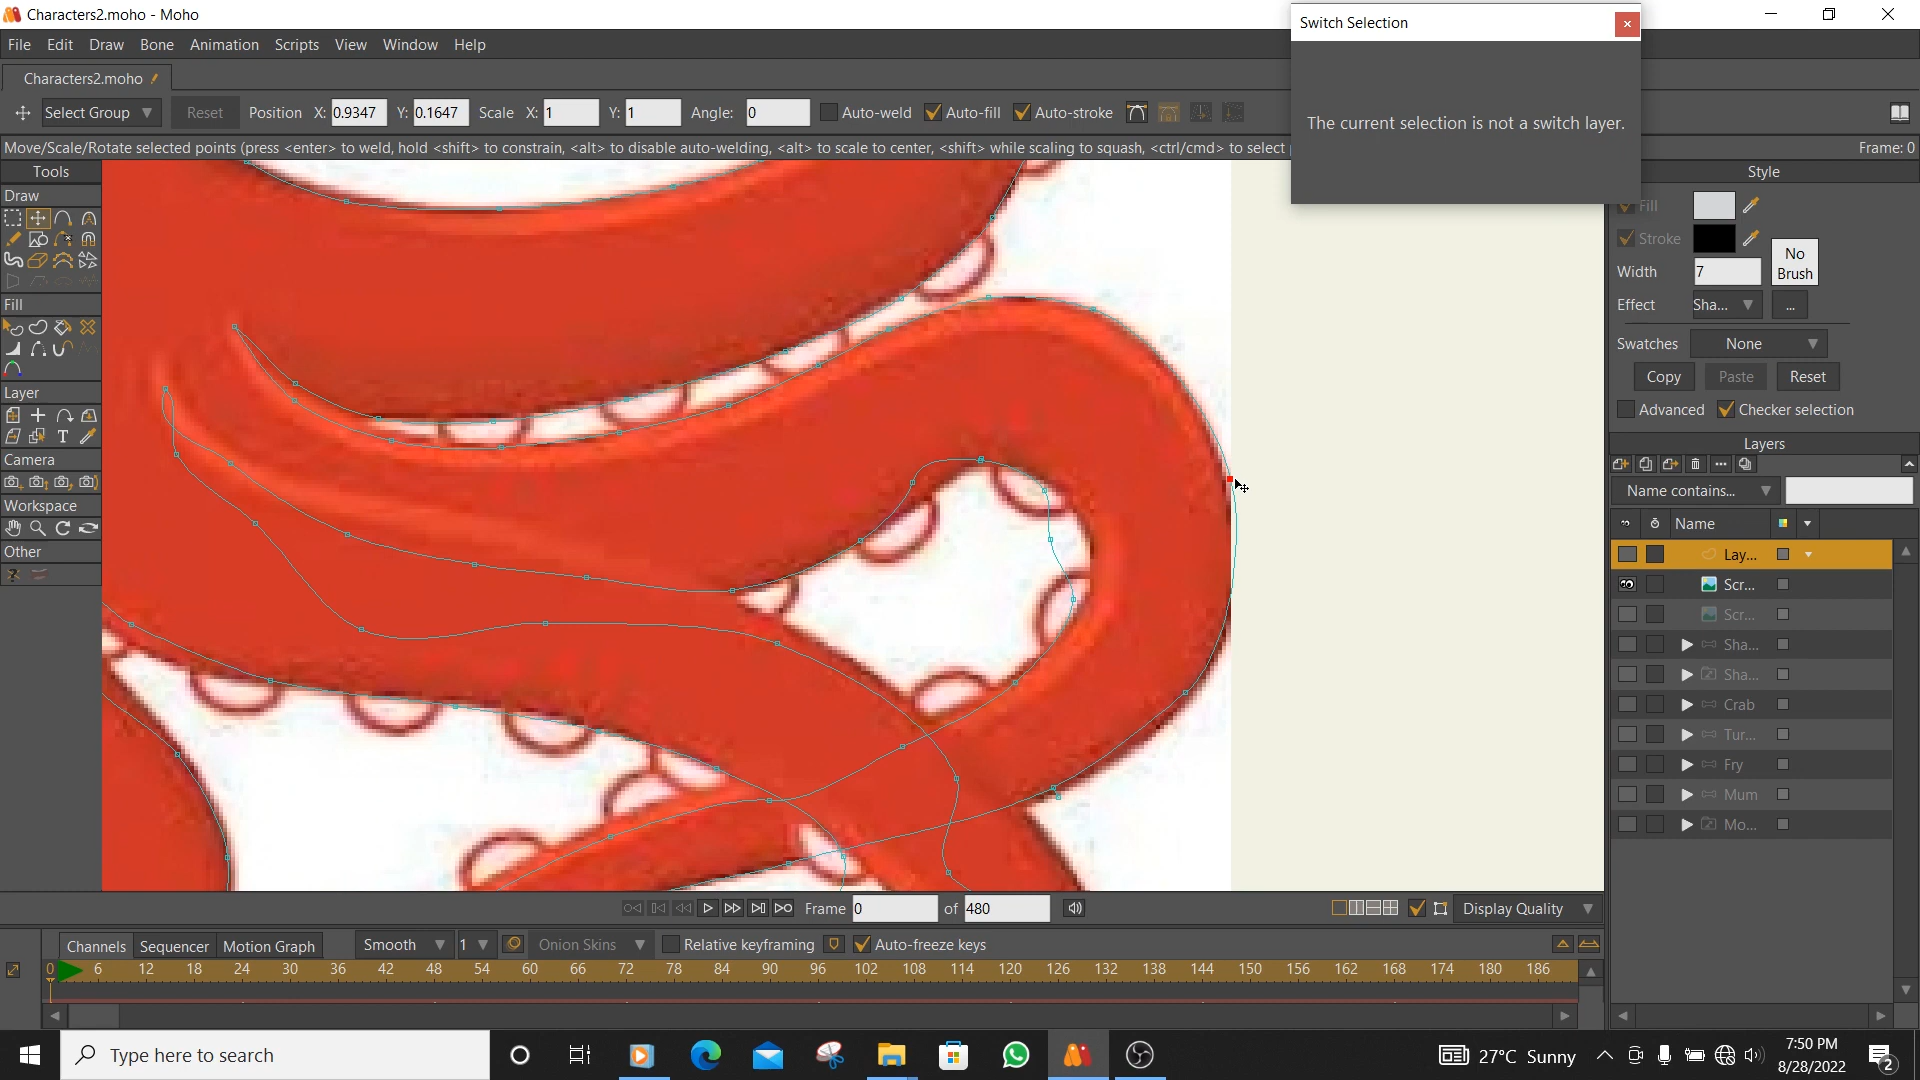 Characters2.moho - Moho
Switch Selection
File Edit Draw Bone Animation Scripts View Window Help
Characters2.moho
Select Group Reset Position X: 0.9347 Y: 0.1647 Scale X: 1 Y: 1 Angle: 0 Auto-weld Auto-fill Auto-stroke
The current selection is not a switch layer.
Move/Scale/Rotate selected points (press <enter> to weld, hold <shift> to constrain, <alt> to disable auto-welding, <alt> to scale to center, <shift> while scaling to squash, <ctrl/cmd> to select
Frame: 0
Tools
Style
Draw
Fill
Stroke
No Brush
Width 7
Effect Sha... ...
Fill
Swatches None
Copy Paste Reset
Layer
Advanced Checker selection
Layers
Camera
Name contains...
Workspace
Name
Other
Lay...
Scr...
Scr...
Sha...
Sha...
Crab
Tur...
Fry
Mum
Mo...
Frame 0 of 480 Display Quality
Channels Sequencer Motion Graph Smooth 1 Onion Skins Relative keyframing Auto-freeze keys
0 6 12 18 24 30 36 42 48 54 60 66 72 78 84 90 96 102 108 114 120 126 132 138 144 150 156 162 168 174 180 186
Type here to search
27°C Sunny
7:50 PM
8/28/2022
2